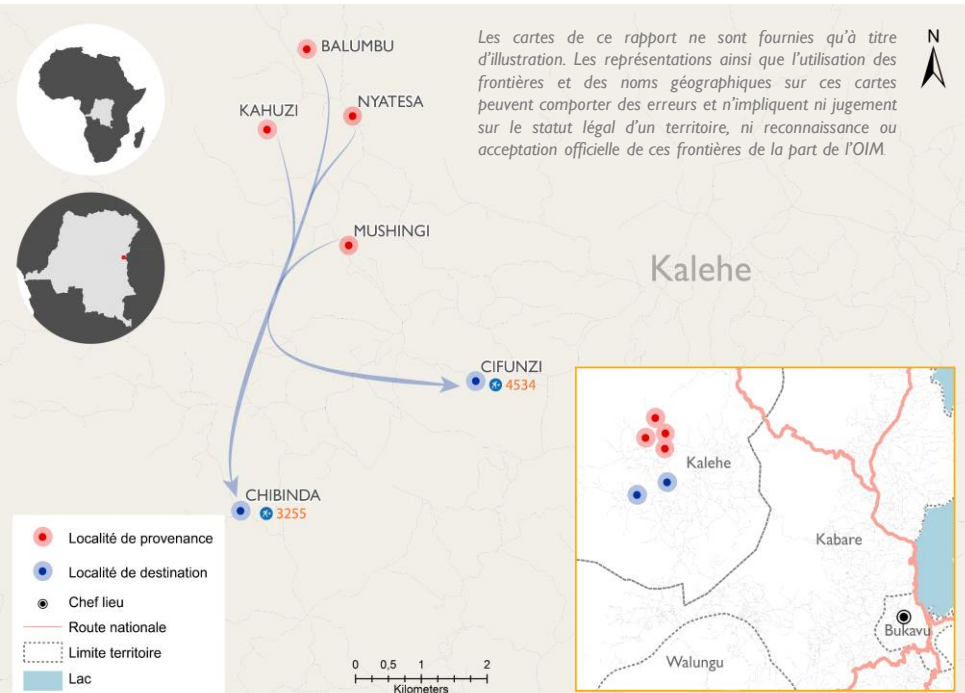 BALUMBU
Les cartes de ce rapport ne sont fournies qu'à titre
d'illustration. Les représentations ainsi que l'utilisation des
frontières et des noms géographiques sur ces cartes
peuvent comporter des erreurs et n'impliquent ni jugement
sur le statut légal d'un territoire, ni reconnaissance ou
acceptation officielle de ces frontières de la part de l'OIM.
N
NYATESA
KAHUZI
MUSHINGI
Kalehe
CIFUNZI
4534
CHIBINDA
3255
Localité de provenance
Localité de destination
Chef lieu
Route nationale
Limite territoire
Lac
0 0,5 1 2
Kilometers
Kalehe
Kabare
Bukavu
Walungu